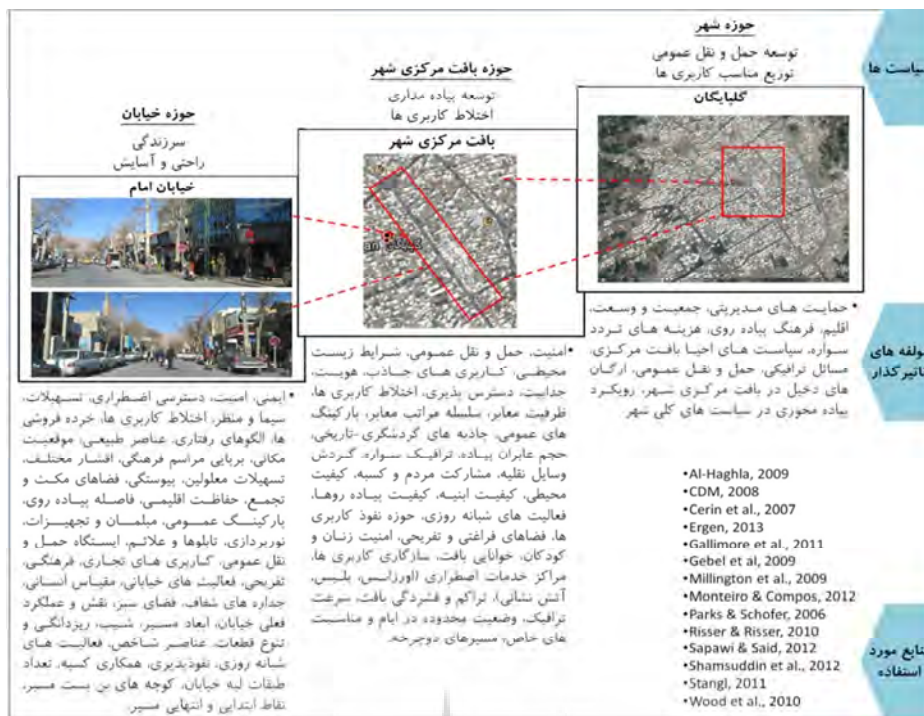 حوزه شهر
توسعه حمل و نقل عمومی
توزیع مناسب کاربری ها
گلپایگان
حوزه بافت مرکزی شهر
توسعه پیاده مداری
اختلاط کاربری ها
بافت مرکزی شهر
حوزه خیابان
سرزندگی
راحتی و آسایش
خیابان امام
یاست ها
ولفه های
تاثیرگذار
نابع مورد
استفاده
• حمایت های مدیریتی، جمعیت و وسعت،
اقلیم، فرهنگ پیاده روی، هزینه های تردد
سواره، سیاست های احیا بافت مرکزی،
مسائل ترافیکی، حمل و نقل عمومی، ارگان
های دخیل در بافت مرکزی شهر، رویکرد
پیاده محوری در سیاست های کلی شهر
• امنیت، حمل و نقل عمومی، شرایط زیست
محیطی، کاربری های جاذب، هویت،
جذابیت، دسترس پذیری، اختلاط کاربری ها،
ظرفیت معابر، سلسله مراتب معابر، پارکینگ
های عمومی، جاذبه های گردشگری-تاریخی،
حجم عابران پیاده، ترافیک سواره، گردش
وسایل نقلیه، مشارکت مردم و کسبه، کیفیت
محیطی، کیفیت ابنیه، کیفیت پیاده روها،
فعالیت های شبانه روزی، حوزه نفوذ کاربری
ها، فضاهای فراغتی و تفریحی، امنیت زنان و
کودکان، خوانایی بافت، سازگاری کاربری ها،
مراکز خدمات اضطراری (اورژانس، پلیس،
آتش نشانی)، تراکم و فشردگی بافت، سرعت
ترافیک، وضعیت محدوده در ایام و مناسبت
های خاص، مسیرهای دوچرخه.
• ایمنی، امنیت، دسترسی اضطراری، تسهیلات،
سیما و منظر، اختلاط کاربری ها، خرده فروشی
ها، الگوهای رفتاری، عناصر طبیعی، موقعیت
مکانی، برپایی مراسم فرهنگی، اقشار مختلف،
تسهیلات معلولین، پیوستگی، فضاهای مکث و
تجمع، حفاظت اقلیمی، فاصله پیاده روی،
پارکینگ عمومی، مبلمان و تجهیزات،
نورپردازی، تابلوها و علائم، ایستگاه حمل و
نقل عمومی، کاربری های تجاری، فرهنگی،
تفریحی، فعالیت های خیابانی، مقیاس انسانی،
جداره های شفاف، فضای سبز، نقش و عملکرد
فعلی خیابان، ابعاد مسیر، شیب، ریزدانگی و
تنوع قطعات، عناصر شاخص، فعالیت های
شبانه روزی، نفوذپذیری، همکاری کسبه، تعداد
طبقات لبه خیابان، کوچه های بن بست مسیر،
نقاط ابتدایی و انتهایی مسیر.
•Al-Haghla, 2009
•CDM, 2008
•Cerin et al., 2007
•Ergen, 2013
•Gallimore et al., 2011
•Gebel et al, 2009
•Millington et al., 2009
•Monteiro & Compos, 2012
•Parks & Schofer, 2006
•Risser & Risser, 2010
•Sapawi & Said, 2012
•Shamsuddin et al., 2012
•Stangl, 2011
•Wood et al., 2010